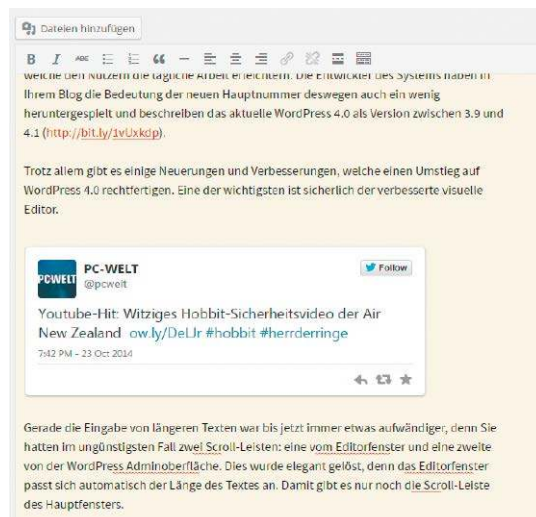 Dateien hinzufügen
B I ABC
welche den Nutzern die tägliche Arbeit erleichtern. Die Entwickler des Systems haben in
Ihrem Blog die Bedeutung der neuen Hauptnummer deswegen auch ein wenig
heruntergespielt und beschreiben das aktuelle WordPress 4.0 als Version zwischen 3.9 und
4.1 (http://bit.ly/1vUxkdp).
Trotz allem gibt es einige Neuerungen und Verbesserungen, welche einen Umstieg auf
WordPress 4.0 rechtfertigen. Eine der wichtigsten ist sicherlich der verbesserte visuelle
Editor.
PCWELT
PC-WELT
@pcwelt
Follow
Youtube-Hit: Witziges Hobbit-Sicherheitsvideo der Air
New Zealand ow.ly/DeLJr #hobbit #herrderringe
7:42 PM - 23 Oct 2014
Gerade die Eingabe von längeren Texten war bis jetzt immer etwas aufwändiger, denn Sie
hatten im ungünstigsten Fall zwei Scroll-Leisten: eine vom Editorfenster und eine zweite
von der WordPress Adminoberfläche. Dies wurde elegant gelöst, denn das Editorfenster
passt sich automatisch der Länge des Textes an. Damit gibt es nur noch die Scroll-Leiste
des Hauptfensters.